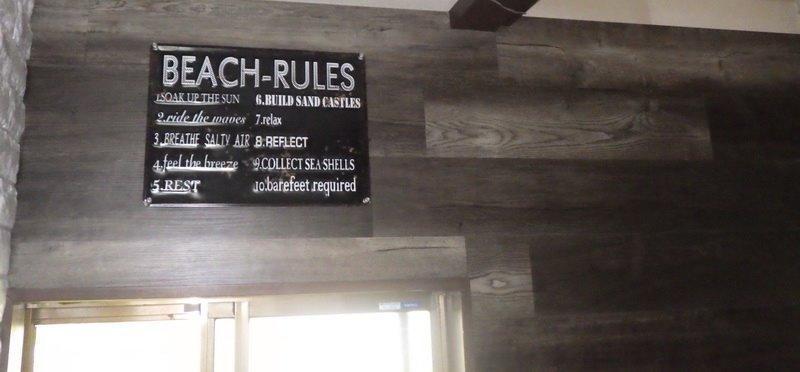 BEACH-RULES
1.SOAK UP THE SUN
2.ride the waves
3.BREATHE SALTY AIR
4.feel the breeze
5.REST
6.BUILD SAND CASTLES
7.relax
8.REFLECT
9.COLLECT SEA SHELLS
10.barefeet required